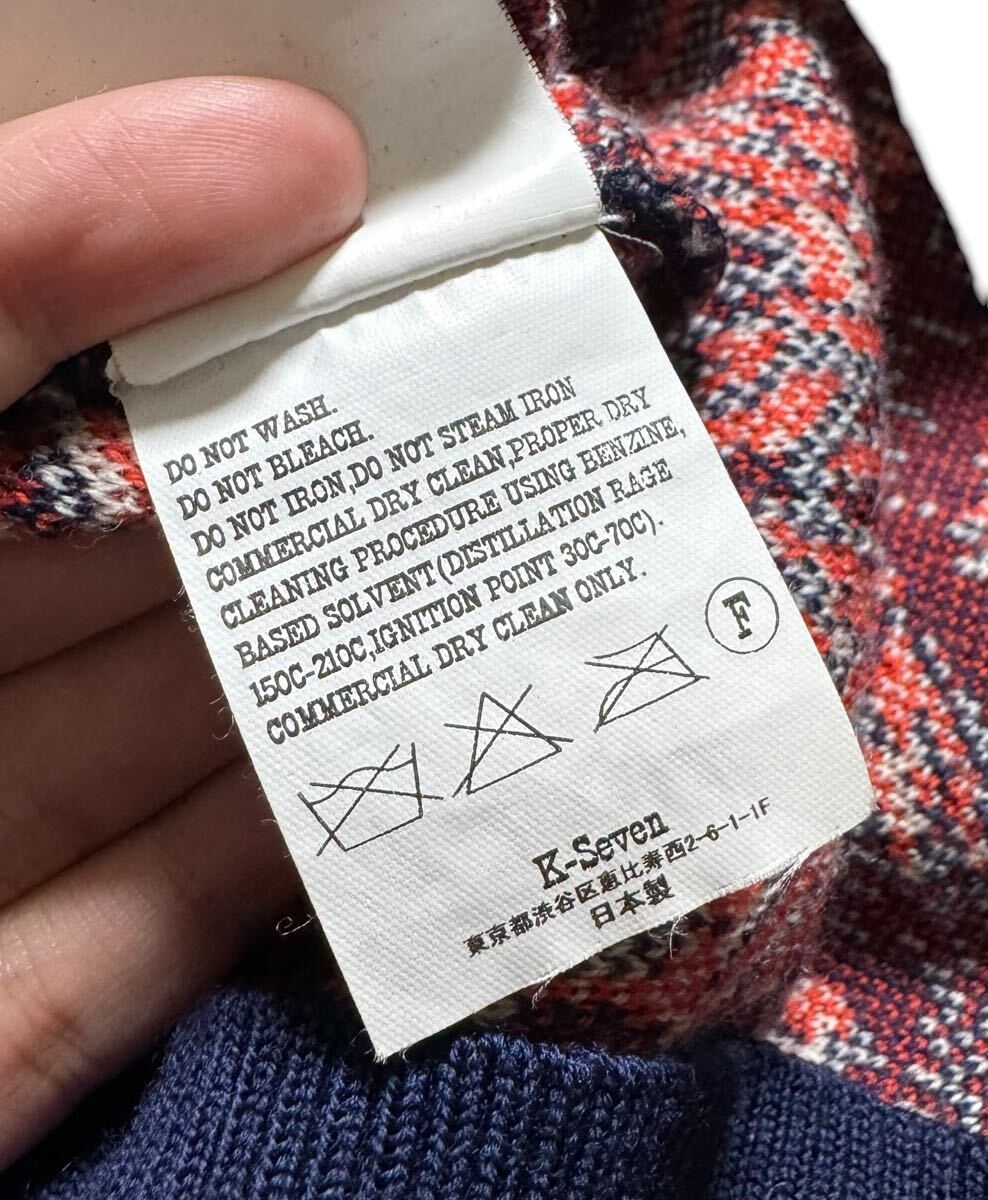 DO NOT WASH.
DO NOT BLEACH.
DO NOT IRON,DO NOT STEAM IRON
COMMERCIAL DRY CLEAN,PROPER DRY
CLEANING PROCEDURE USING BENZINE,
BASED SOLVENT(DISTILLATION RAGE
150C-210C,IGNITION POINT 30C-70C).
COMMERCIAL DRY CLEAN ONLY.
F
K-Seven
東京都渋谷区恵比寿西2-6-1-1F
日本製